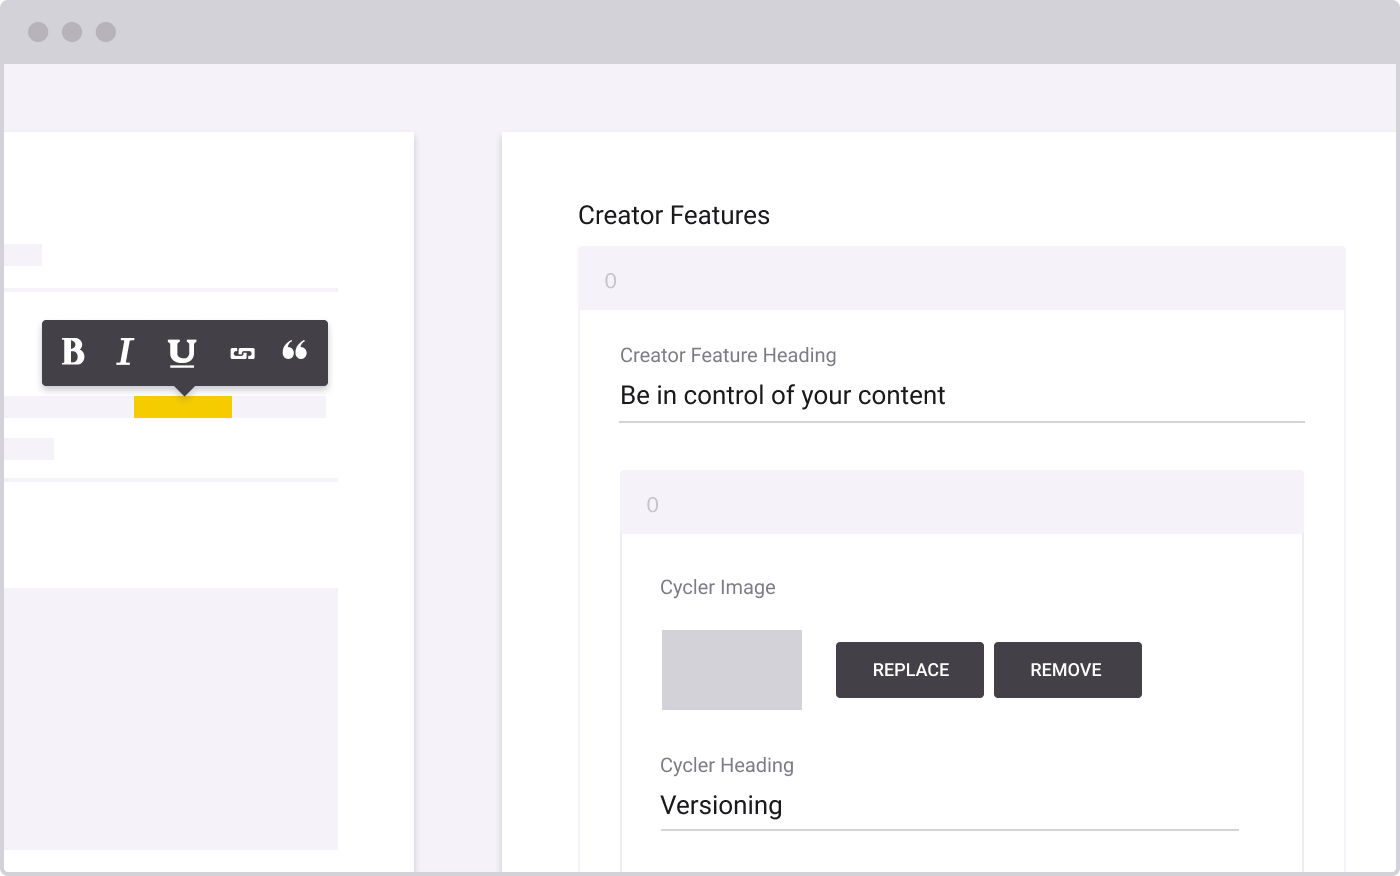 B I U “
Creator Features
0
Creator Feature Heading
Be in control of your content
0
Cycler Image
REPLACE REMOVE
Cycler Heading
Versioning